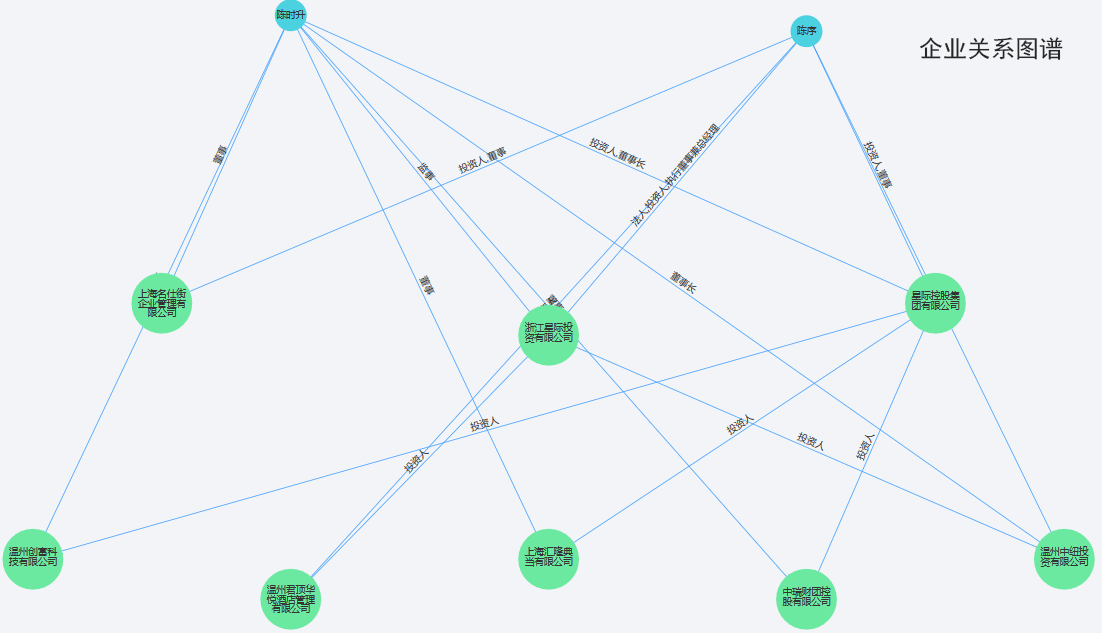 陈时升
陈序
企业关系图谱
董事
投资人,董事
监事
投资人,董事长
法人,投资人,执行董事兼总经理
投资人,董事
董事
董事长
上海名仕街
企业管理有
限公司
浙江星际投
资有限公司
星际控股集
团有限公司
投资人
投资人
投资人
投资人
投资人
温州创富科
技有限公司
温州君顶华
悦酒店管理
有限公司
上海汇隆典
当有限公司
中瑞财团控
股有限公司
温州中纽投
资有限公司